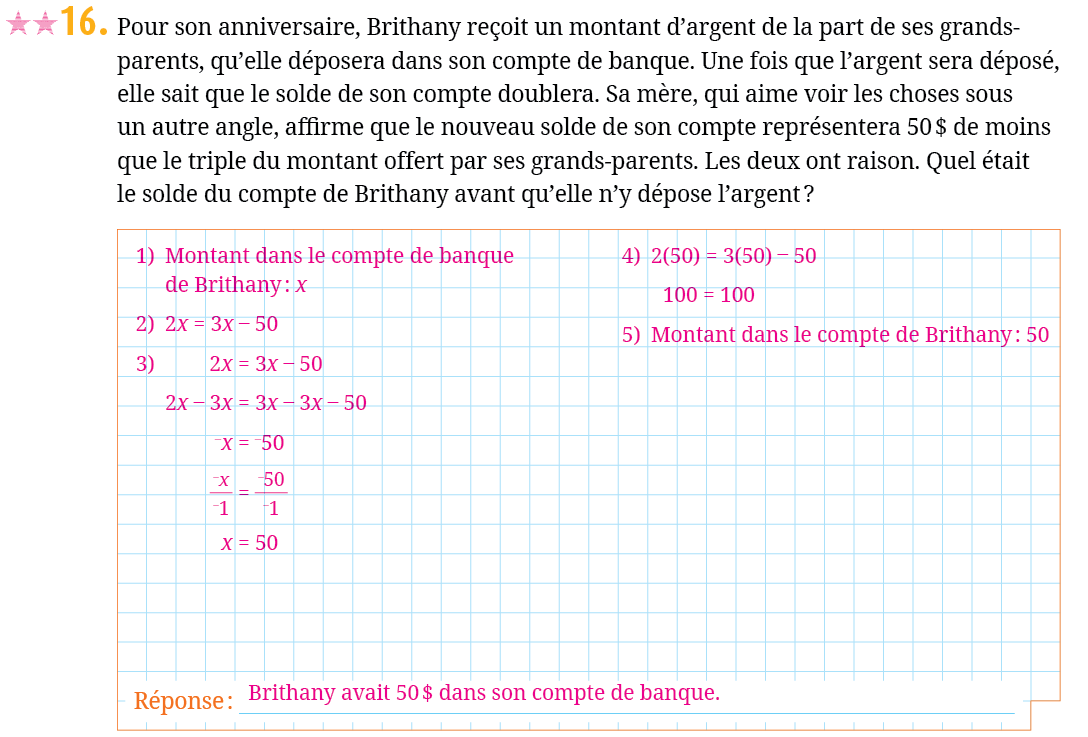 16. Pour son anniversaire, Brithany reçoit un montant d’argent de la part de ses grands-
parents, qu’elle déposera dans son compte de banque. Une fois que l’argent sera déposé,
elle sait que le solde de son compte doublera. Sa mère, qui aime voir les choses sous
un autre angle, affirme que le nouveau solde de son compte représentera 50 $ de moins
que le triple du montant offert par ses grands-parents. Les deux ont raison. Quel était
le solde du compte de Brithany avant qu’elle n’y dépose l’argent ?
1) Montant dans le compte de banque
de Brithany : x
2) 2x = 3x – 50
3) 2x = 3x – 50
2x – 3x = 3x – 3x – 50
⁻x = ⁻50
⁻x/⁻1 = ⁻50/⁻1
x = 50
4) 2(50) = 3(50) – 50
100 = 100
5) Montant dans le compte de Brithany : 50
Réponse : Brithany avait 50 $ dans son compte de banque.